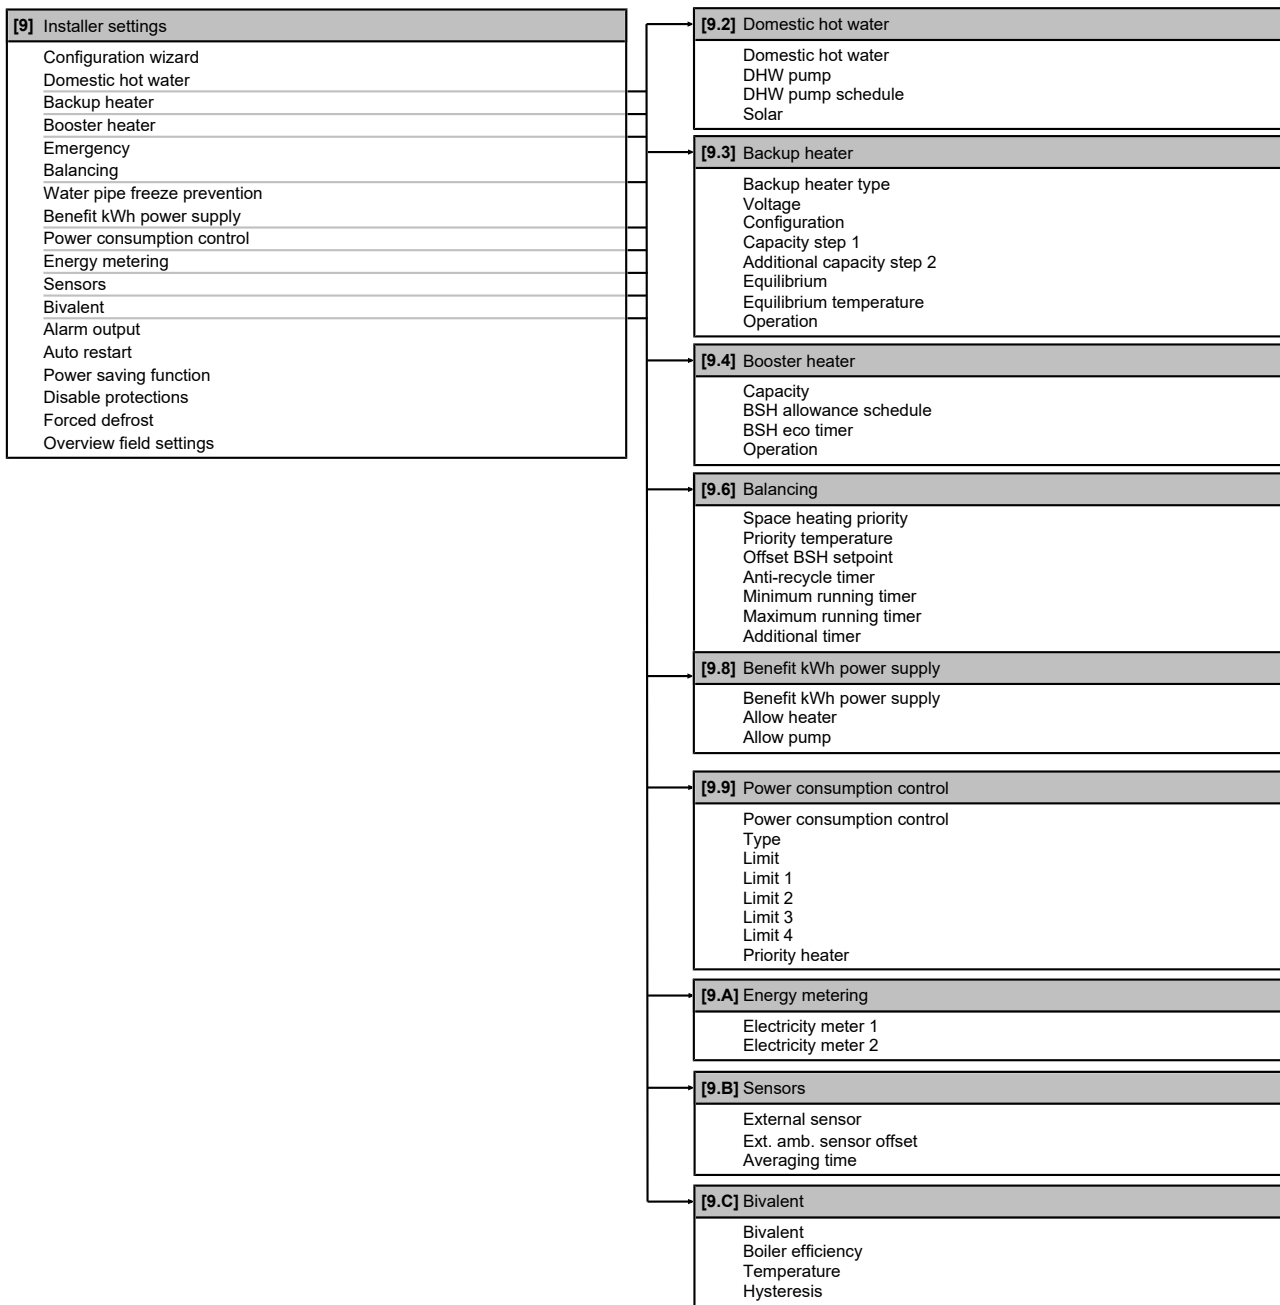 [9] Installer settings
Configuration wizard
Domestic hot water
Backup heater
Booster heater
Emergency
Balancing
Water pipe freeze prevention
Benefit kWh power supply
Power consumption control
Energy metering
Sensors
Bivalent
Alarm output
Auto restart
Power saving function
Disable protections
Forced defrost
Overview field settings
[9.2] Domestic hot water
Domestic hot water
DHW pump
DHW pump schedule
Solar
[9.3] Backup heater
Backup heater type
Voltage
Configuration
Capacity step 1
Additional capacity step 2
Equilibrium
Equilibrium temperature
Operation
[9.4] Booster heater
Capacity
BSH allowance schedule
BSH eco timer
Operation
[9.6] Balancing
Space heating priority
Priority temperature
Offset BSH setpoint
Anti-recycle timer
Minimum running timer
Maximum running timer
Additional timer
[9.8] Benefit kWh power supply
Benefit kWh power supply
Allow heater
Allow pump
[9.9] Power consumption control
Power consumption control
Type
Limit
Limit 1
Limit 2
Limit 3
Limit 4
Priority heater
[9.A] Energy metering
Electricity meter 1
Electricity meter 2
[9.B] Sensors
External sensor
Ext. amb. sensor offset
Averaging time
[9.C] Bivalent
Bivalent
Boiler efficiency
Temperature
Hysteresis